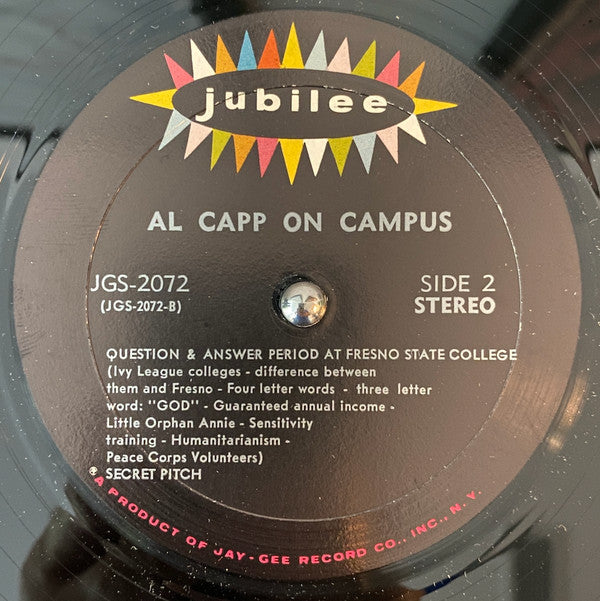 jubilee
AL CAPP ON CAMPUS
JGS-2072
(JGS-2072-B)
SIDE 2
STEREO
QUESTION & ANSWER PERIOD AT FRESNO STATE COLLEGE
(Ivy League colleges - difference between
them and Fresno - Four letter words - three letter
word: "GOD" - Guaranteed annual income -
Little Orphan Annie - Sensitivity
training - Humanitarianism -
Peace Corps Volunteers)
*SECRET PITCH
A PRODUCT OF JAY-GEE RECORD CO., INC., N. Y.